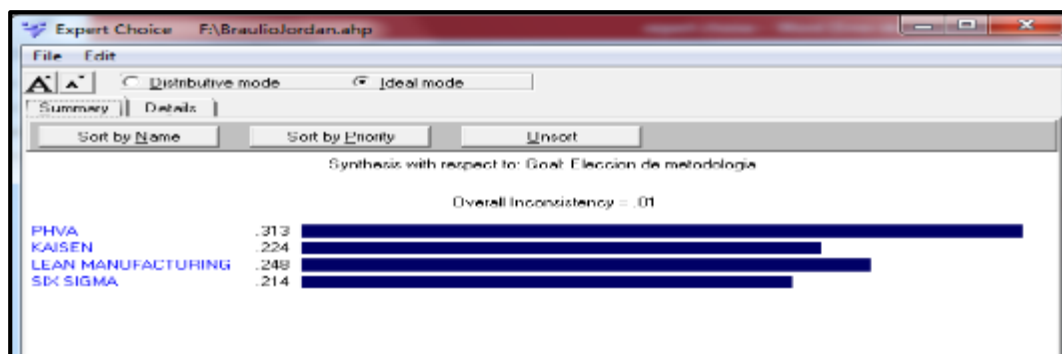 Expert Choice F:\BraulioJordan.ahp
File Edit
A A Distributive mode Ideal mode
Summary Details
Sort by Name Sort by Priority Unsort
Synthesis with respect to: Goal: Eleccion de metodologia
Overall Inconsistency = .01
PHVA .313
KAISEN .224
LEAN MANUFACTURING .248
SIX SIGMA .214